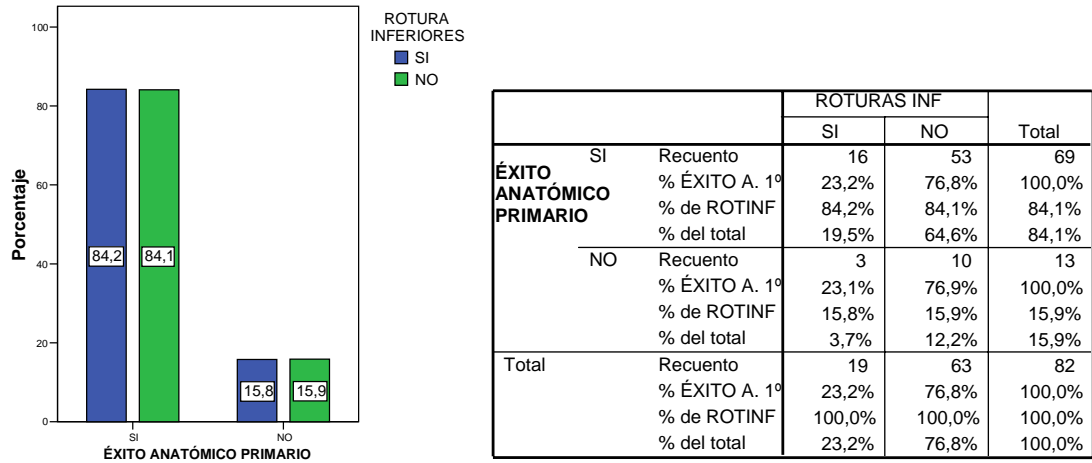 ROTURA
INFERIORES
SI
NO
Porcentaje
100
80
60
40
20
0
84,2
84,1
15,8
15,9
SI
NO
ÉXITO ANATÓMICO PRIMARIO
ROTURAS INF
SI NO Total
ÉXITO ANATÓMICO PRIMARIO SI Recuento 16 53 69
% ÉXITO A. 1º 23,2% 76,8% 100,0%
% de ROTINF 84,2% 84,1% 84,1%
% del total 19,5% 64,6% 84,1%
NO Recuento 3 10 13
% ÉXITO A. 1º 23,1% 76,9% 100,0%
% de ROTINF 15,8% 15,9% 15,9%
% del total 3,7% 12,2% 15,9%
Total Recuento 19 63 82
% ÉXITO A. 1º 23,2% 76,8% 100,0%
% de ROTINF 100,0% 100,0% 100,0%
% del total 23,2% 76,8% 100,0%